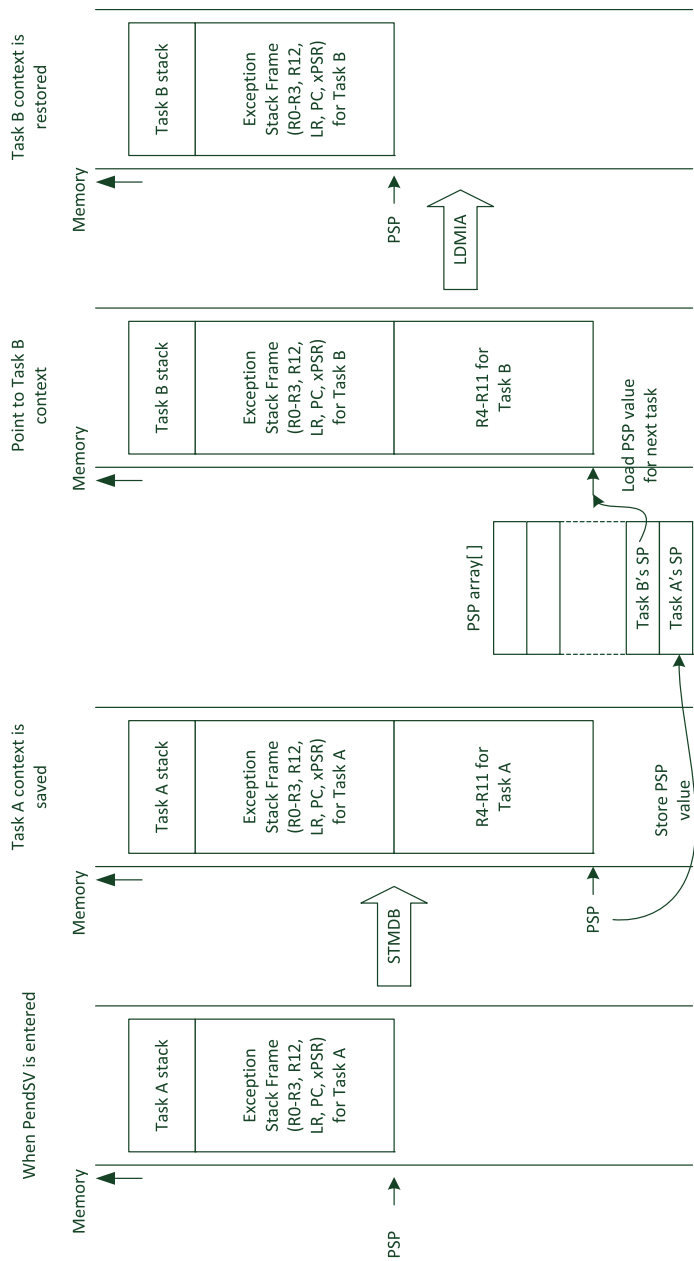 When PendSV is entered
Memory
Task A stack
Exception
Stack Frame
(R0-R3, R12,
LR, PC, xPSR)
for Task A
PSP
STMDB
Task A context is
saved
Memory
Task A stack
Exception
Stack Frame
(R0-R3, R12,
LR, PC, xPSR)
for Task A
R4-R11 for
Task A
PSP
Store PSP
value
PSP array[ ]
Task B’s SP
Task A’s SP
Point to Task B
context
Memory
Task B stack
Exception
Stack Frame
(R0-R3, R12,
LR, PC, xPSR)
for Task B
R4-R11 for
Task B
Load PSP value
for next task
LDMIA
Task B context is
restored
Memory
Task B stack
Exception
Stack Frame
(R0-R3, R12,
LR, PC, xPSR)
for Task B
PSP